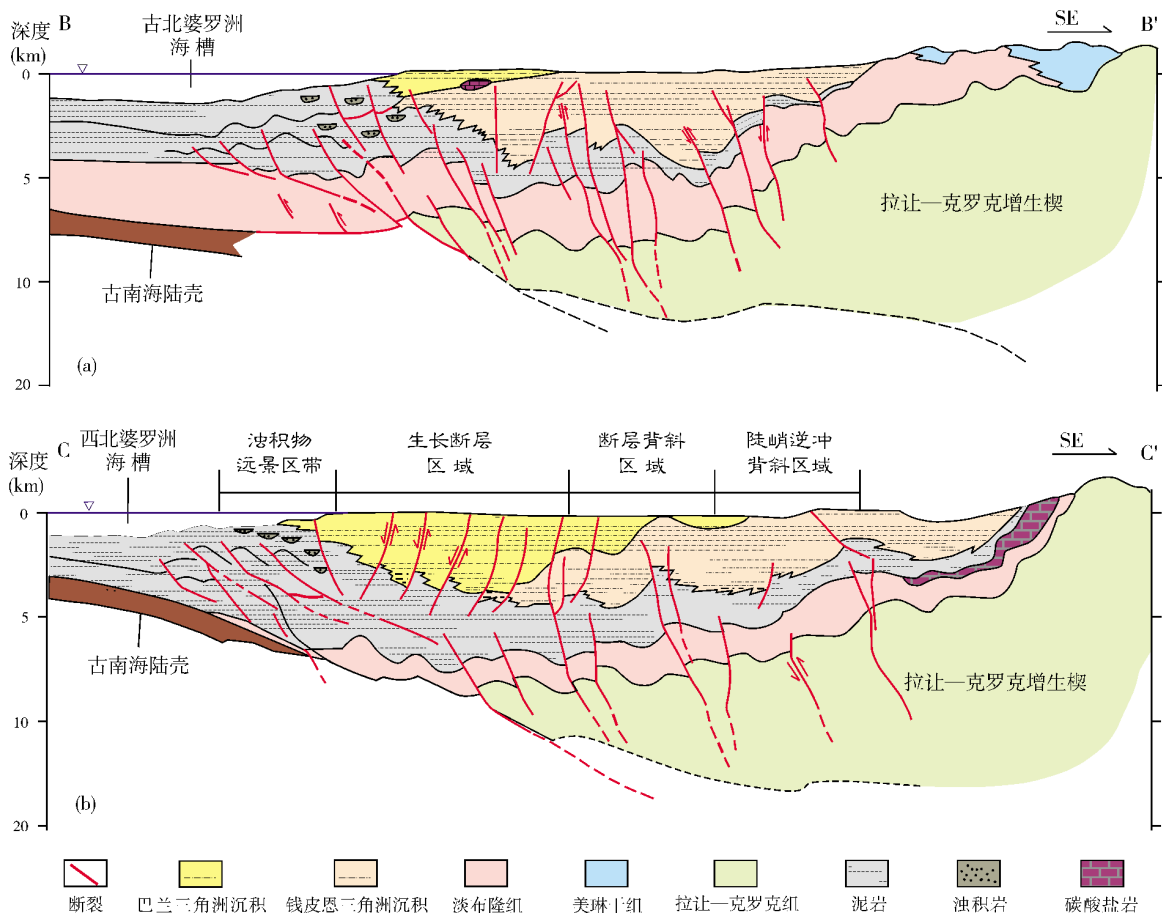 深度
(km)
B
古北婆罗洲
海槽
SE
B'
0
5
10
20
拉让—克罗克增生楔
古南海陆壳
(a)
深度
(km)
C
西北婆罗洲
海槽
浊积物
远景区带
生长断层
区域
断层背斜
区域
陡峭逆冲
背斜区域
SE
C'
0
5
10
20
古南海陆壳
拉让—克罗克增生楔
(b)
断裂
巴兰三角洲沉积
钱皮恩三角洲沉积
淡布隆组
美琳干组
拉让—克罗克组
泥岩
浊积岩
碳酸盐岩